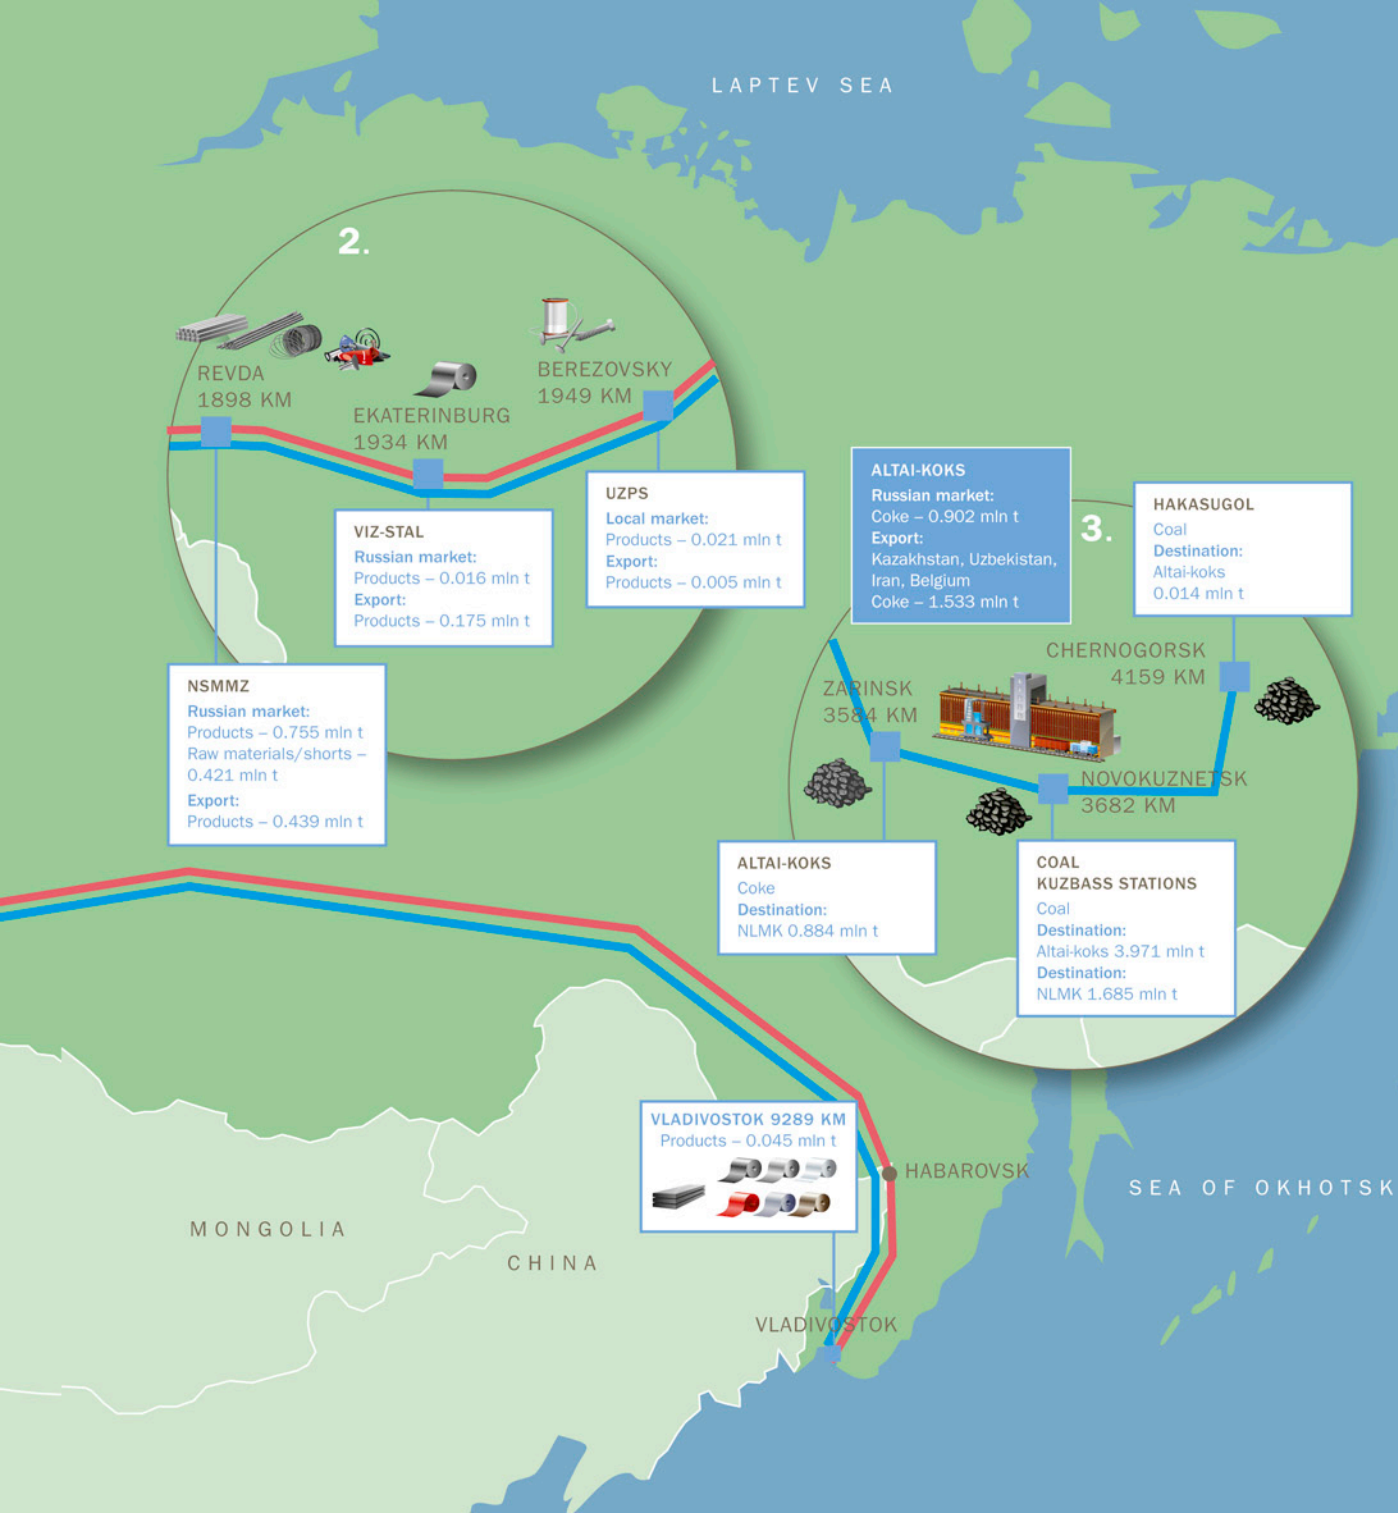 LAPTEV SEA
2.
REVDA
1898 KM
EKATERINBURG
1934 KM
BEREZOVSKY
1949 KM
UZPS
Local market:
Products – 0.021 mln t
Export:
Products – 0.005 mln t
VIZ-STAL
Russian market:
Products – 0.016 mln t
Export:
Products – 0.175 mln t
NSMMZ
Russian market:
Products – 0.755 mln t
Raw materials/shorts –
0.421 mln t
Export:
Products – 0.439 mln t
ALTAI-KOKS
Russian market:
Coke – 0.902 mln t
Export:
Kazakhstan, Uzbekistan,
Iran, Belgium
Coke – 1.533 mln t
3.
HAKASUGOL
Coal
Destination:
Altai-koks
0.014 mln t
CHERNOGORSK
4159 KM
ZARINSK
3584 KM
NOVOKUZNETSK
3682 KM
ALTAI-KOKS
Coke
Destination:
NLMK 0.884 mln t
COAL
KUZBASS STATIONS
Coal
Destination:
Altai-koks 3.971 mln t
Destination:
NLMK 1.685 mln t
VLADIVOSTOK 9289 KM
Products – 0.045 mln t
HABAROVSK
SEA OF OKHOTSK
MONGOLIA
CHINA
VLADIVOSTOK